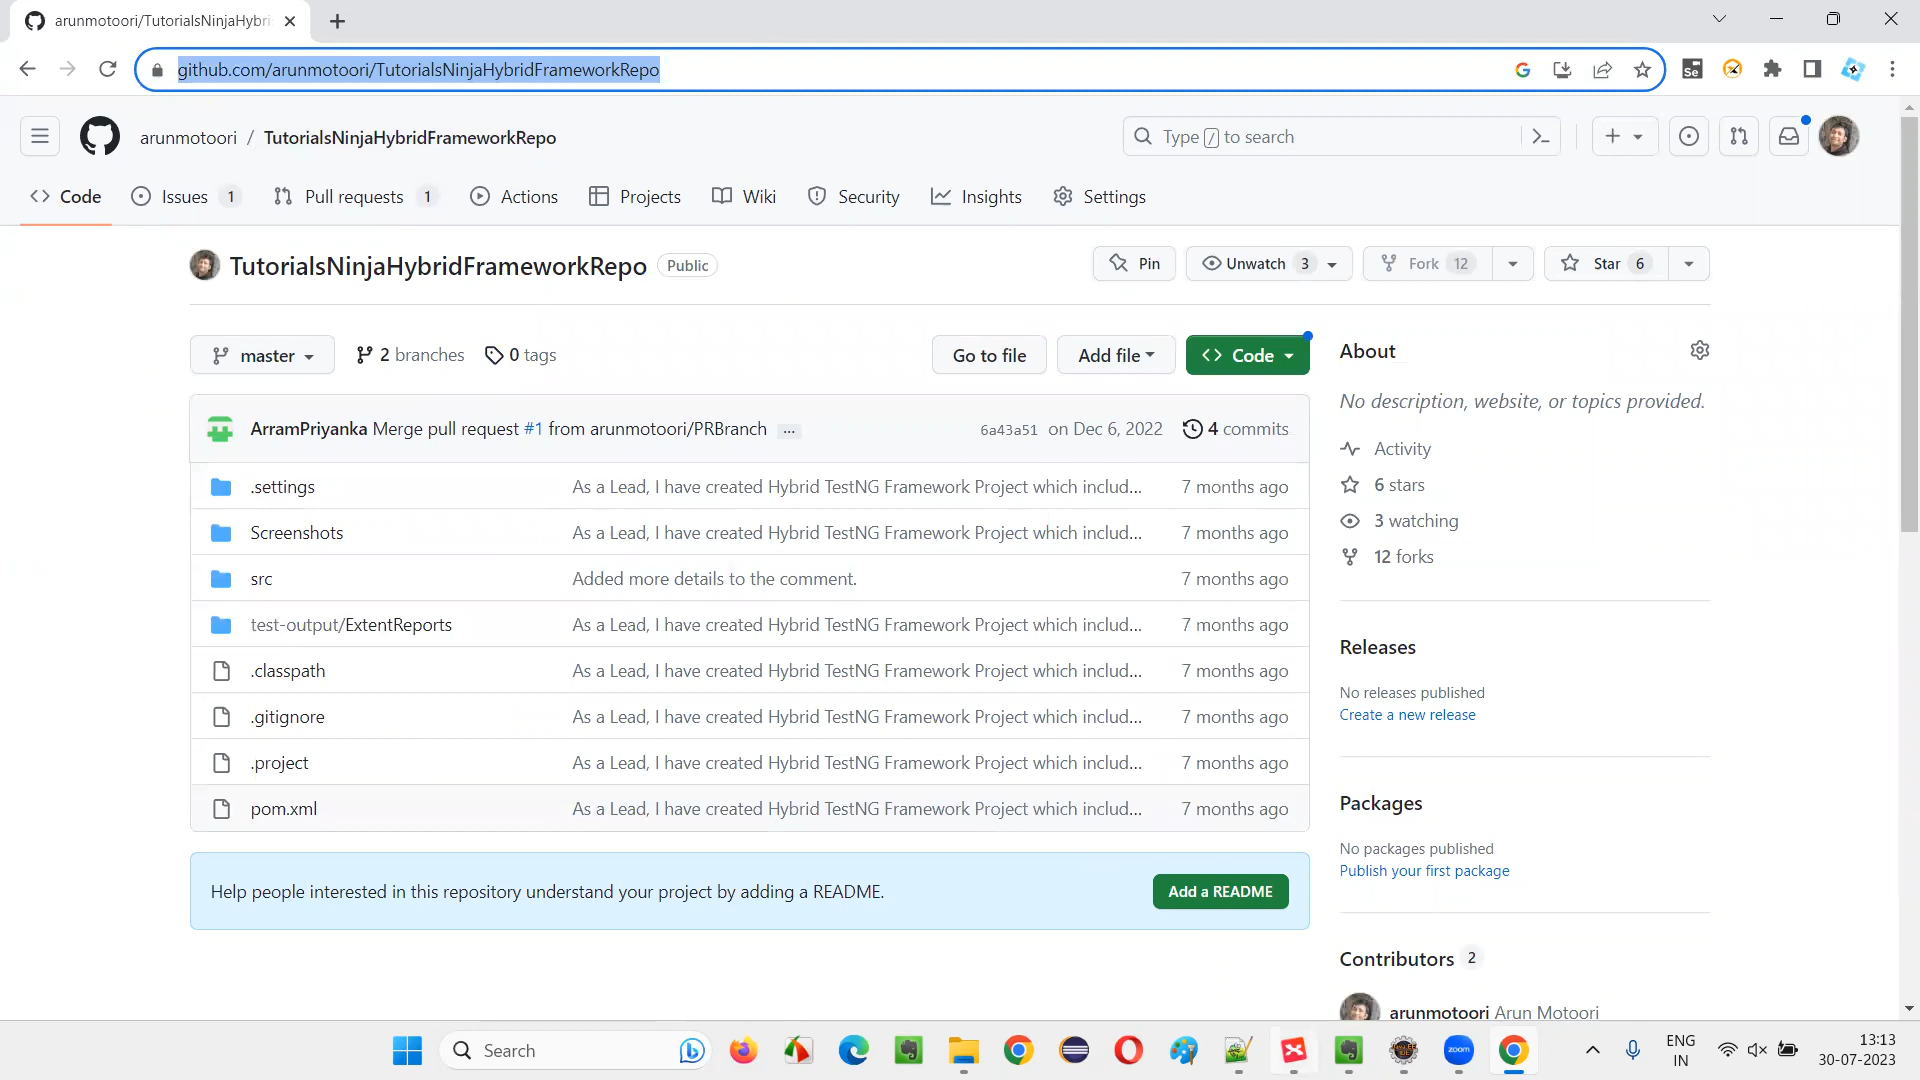 arunmotoori/TutorialsNinjaHybri
github.com/arunmotoori/TutorialsNinjaHybridFrameworkRepo
arunmotoori / TutorialsNinjaHybridFrameworkRepo
Type / to search
Code
Issues 1
Pull requests 1
Actions
Projects
Wiki
Security
Insights
Settings
TutorialsNinjaHybridFrameworkRepo Public
Pin
Unwatch 3
Fork 12
Star 6
master
2 branches
0 tags
Go to file
Add file
Code
ArramPriyanka Merge pull request #1 from arunmotoori/PRBranch ...
6a43a51 on Dec 6, 2022
4 commits
.settings As a Lead, I have created Hybrid TestNG Framework Project which includ... 7 months ago
Screenshots As a Lead, I have created Hybrid TestNG Framework Project which includ... 7 months ago
src Added more details to the comment. 7 months ago
test-output/ExtentReports As a Lead, I have created Hybrid TestNG Framework Project which includ... 7 months ago
.classpath As a Lead, I have created Hybrid TestNG Framework Project which includ... 7 months ago
.gitignore As a Lead, I have created Hybrid TestNG Framework Project which includ... 7 months ago
.project As a Lead, I have created Hybrid TestNG Framework Project which includ... 7 months ago
pom.xml As a Lead, I have created Hybrid TestNG Framework Project which includ... 7 months ago
Help people interested in this repository understand your project by adding a README.
Add a README
About
No description, website, or topics provided.
Activity
6 stars
3 watching
12 forks
Releases
No releases published
Create a new release
Packages
No packages published
Publish your first package
Contributors 2
arunmotoori Arun Motoori
Search
zoom
ENG
IN
13:13
30-07-2023